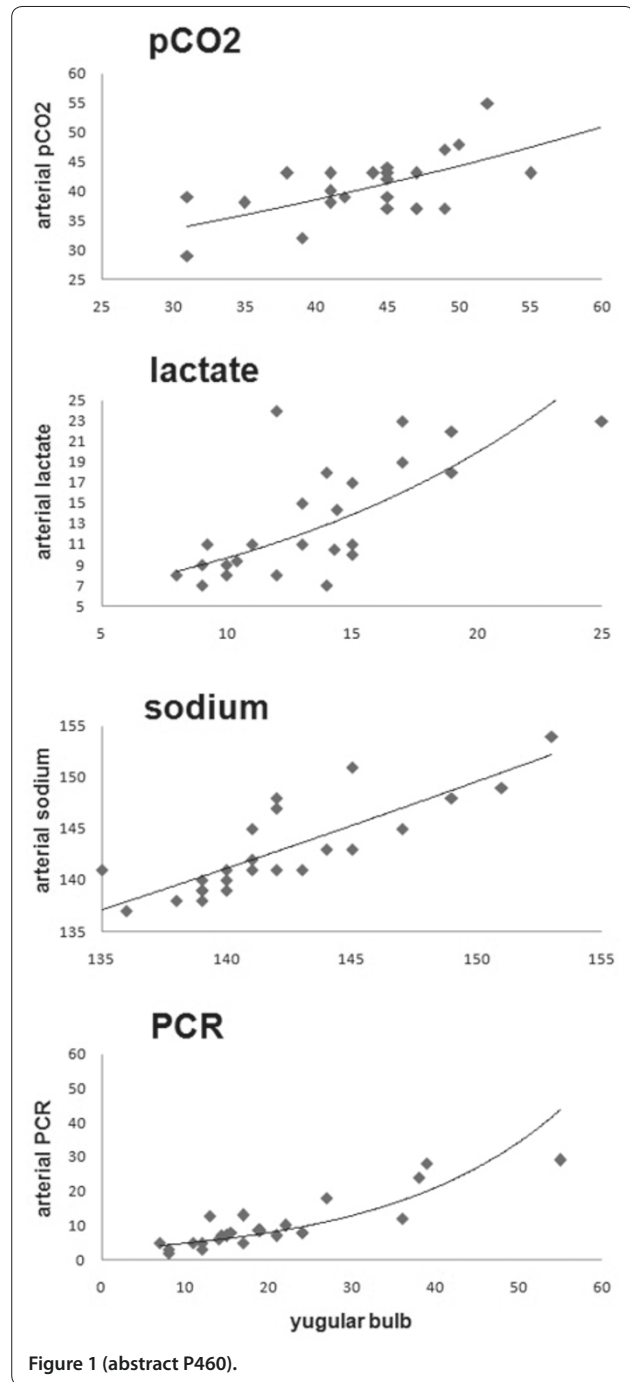 pCO2
arterial pCO2
60
55
50
45
40
35
30
25
25 30 35 40 45 50 55 60
lactate
arterial lactate
25
23
21
19
17
15
13
11
9
7
5
5 10 15 20 25
sodium
arterial sodium
155
150
145
140
135
135 140 145 150 155
PCR
arterial PCR
60
50
40
30
20
10
0
0 10 20 30 40 50 60
yugular bulb
Figure 1 (abstract P460).